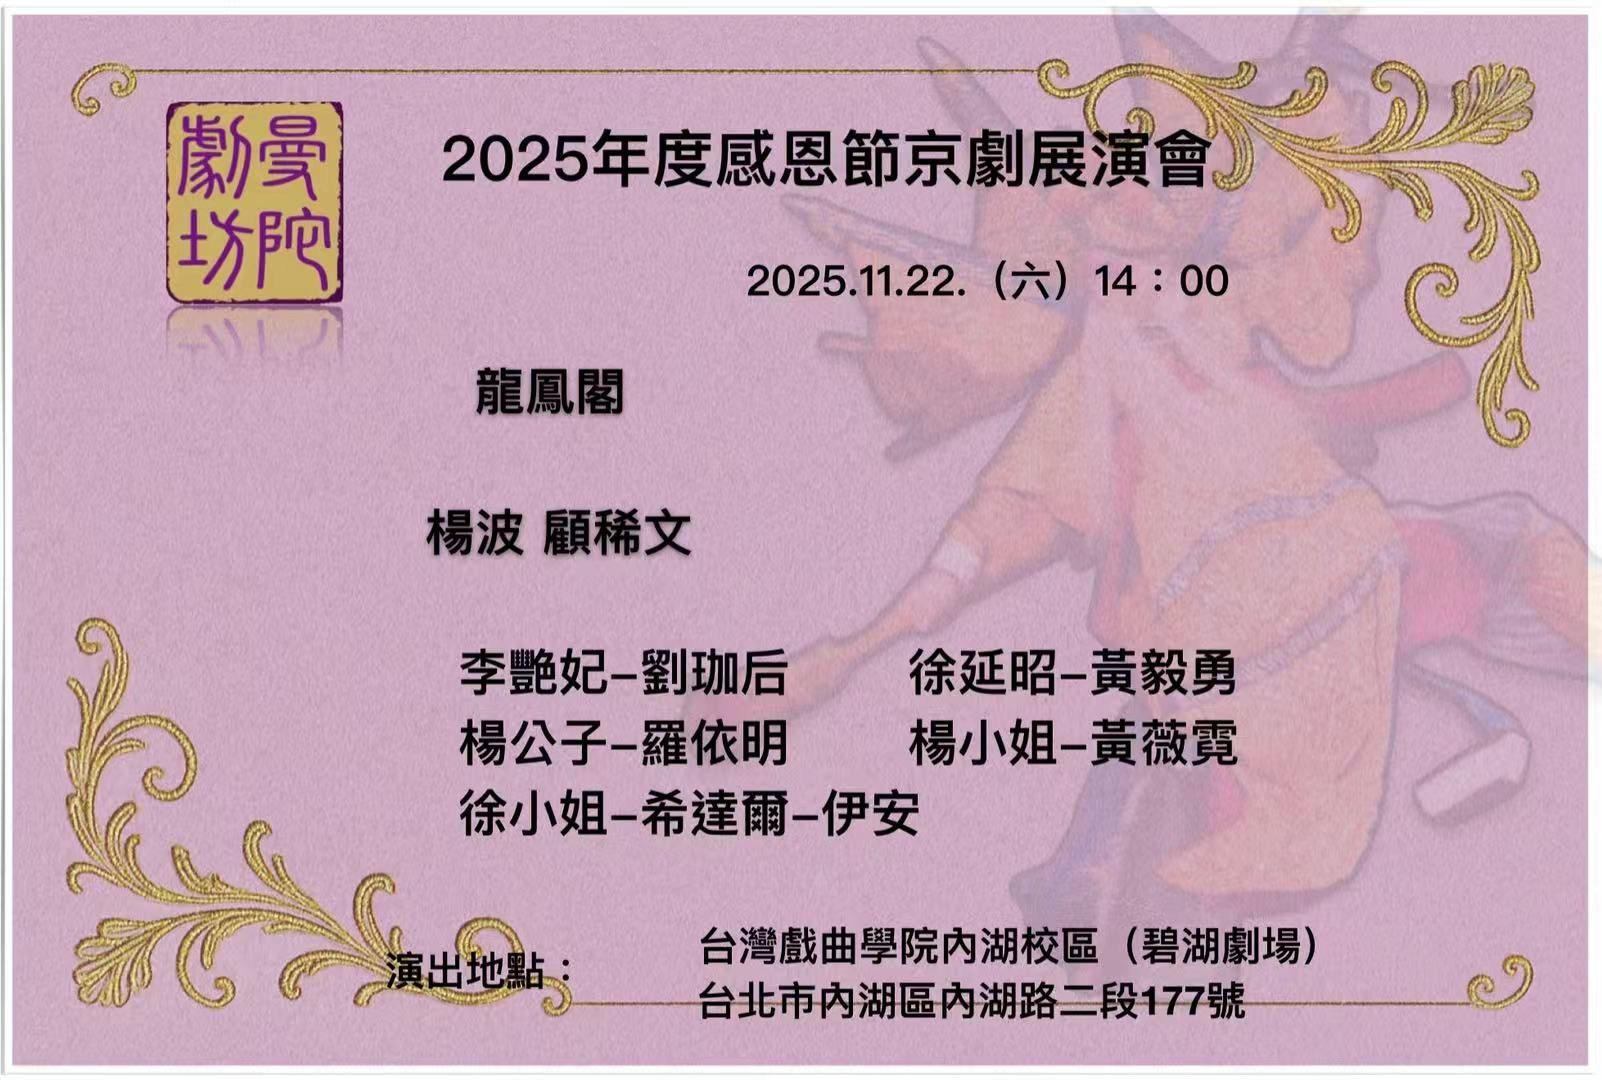 曼陀
劇坊
2025年度感恩節京劇展演會
2025.11.22.（六）14：00
龍鳳閣
楊波 顧稀文
李艷妃–劉珈后 徐延昭–黃毅勇
楊公子–羅依明 楊小姐–黃薇霓
徐小姐–希達爾–伊安
演出地點：
台灣戲曲學院內湖校區（碧湖劇場）
台北市內湖區內湖路二段177號